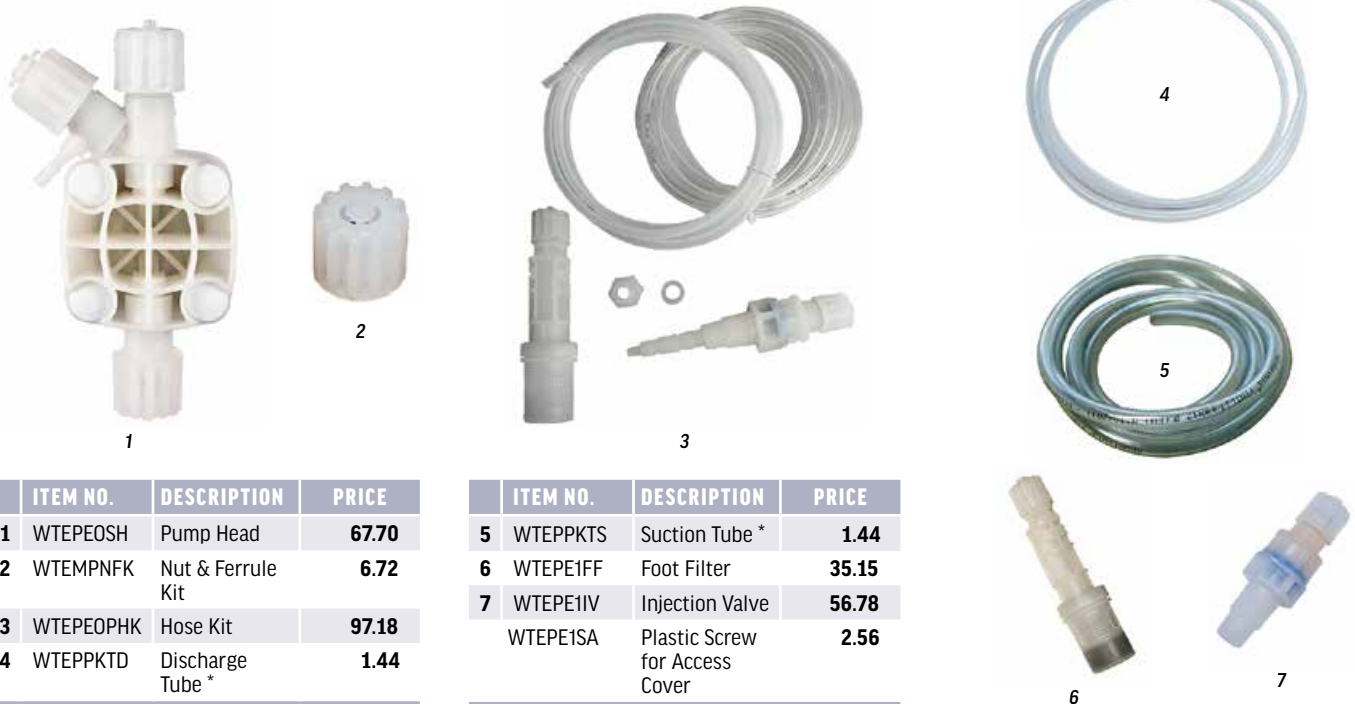 1
2
3
4
5
6
7
ITEM NO. DESCRIPTION PRICE
1 WTEPEOSH Pump Head 67.70
2 WTEMPNFK Nut & Ferrule Kit 6.72
3 WTEPEOPHK Hose Kit 97.18
4 WTEPPKTD Discharge Tube * 1.44
ITEM NO. DESCRIPTION PRICE
5 WTEPPKTS Suction Tube * 1.44
6 WTEPE1FF Foot Filter 35.15
7 WTEPE1IV Injection Valve 56.78
WTEPE1SA Plastic Screw for Access Cover 2.56